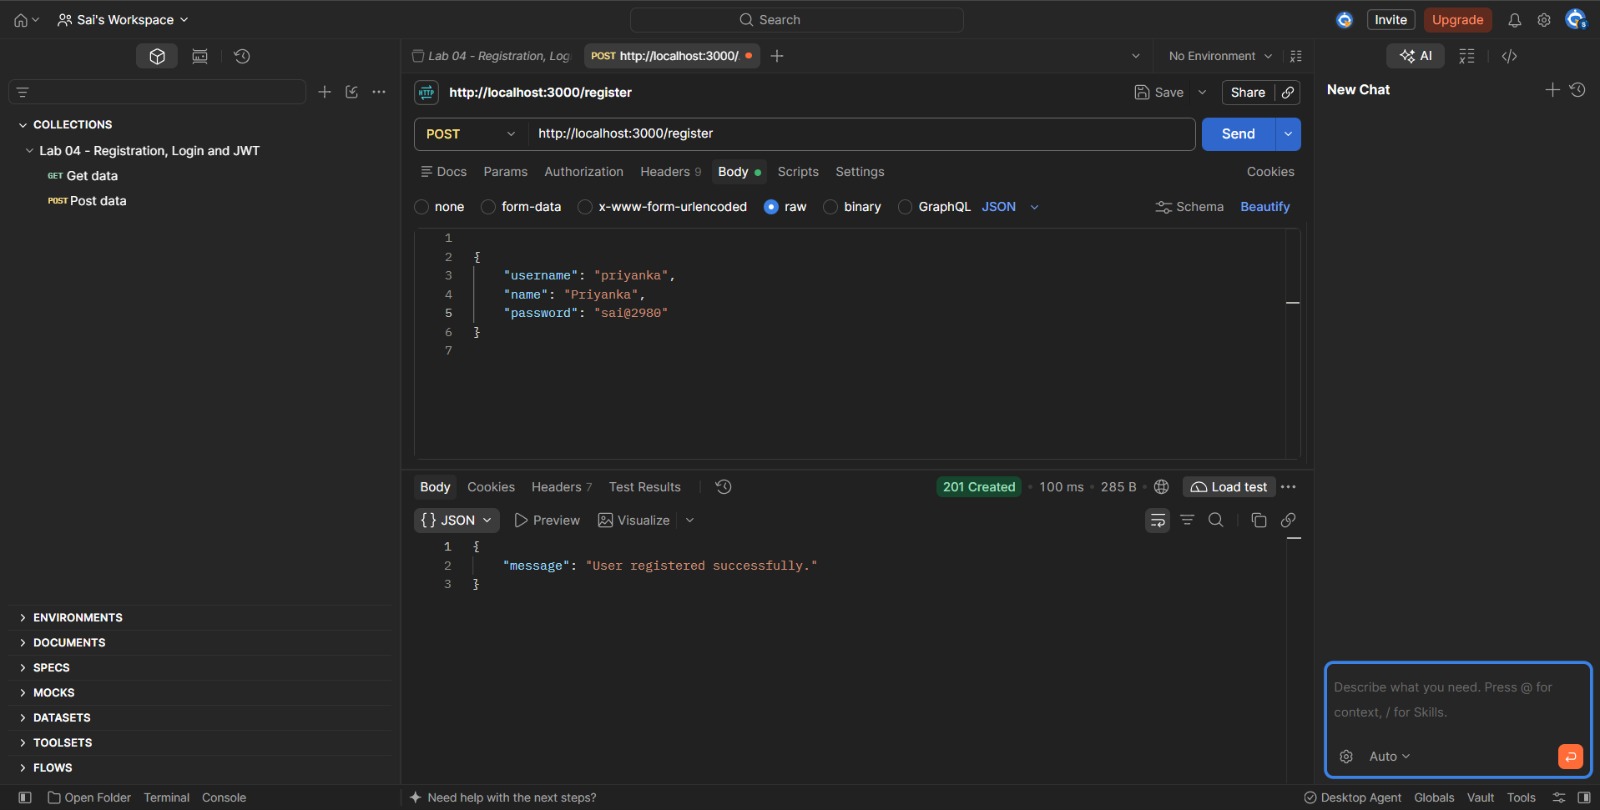 Sai's Workspace
Search
Invite
Upgrade
Lab 04 - Registration, Log
POST http://localhost:3000/
No Environment
AI
COLLECTIONS
Lab 04 - Registration, Login and JWT
GET Get data
POST Post data
ENVIRONMENTS
DOCUMENTS
SPECS
MOCKS
DATASETS
TOOLSETS
FLOWS
HTTP http://localhost:3000/register
Save
Share
POST http://localhost:3000/register
Send
Docs Params Authorization Headers 9 Body Scripts Settings Cookies
none form-data x-www-form-urlencoded raw binary GraphQL JSON Schema Beautify
1
2 {
3 "username": "priyanka",
4 "name": "Priyanka",
5 "password": "sai@2980"
6 }
7
Body Cookies Headers 7 Test Results 201 Created 100 ms 285 B Load test
{} JSON Preview Visualize
1 {
2 "message": "User registered successfully."
3 }
New Chat
Describe what you need. Press @ for
context, / for Skills.
Auto
Open Folder Terminal Console Need help with the next steps? Desktop Agent Globals Vault Tools